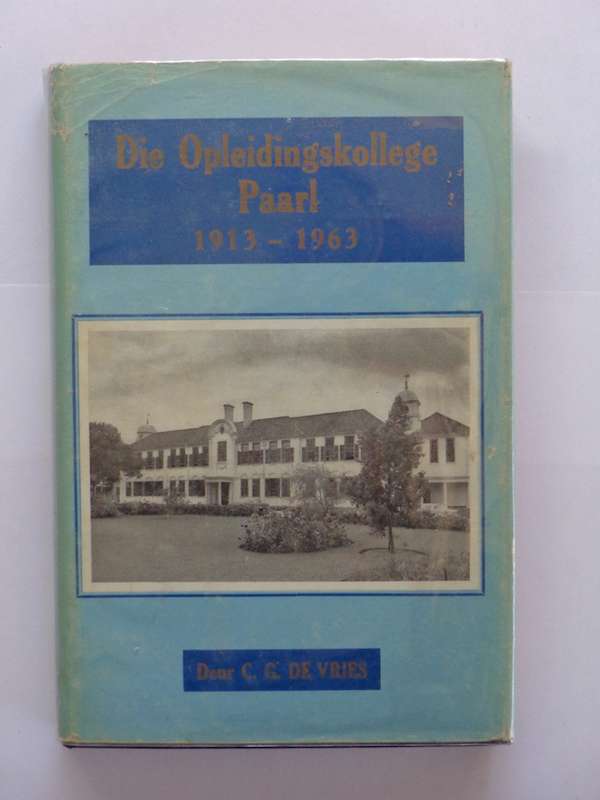 Die Opleidingskollege
Paarl
1913 - 1963
Deur C. G. DE VRIES